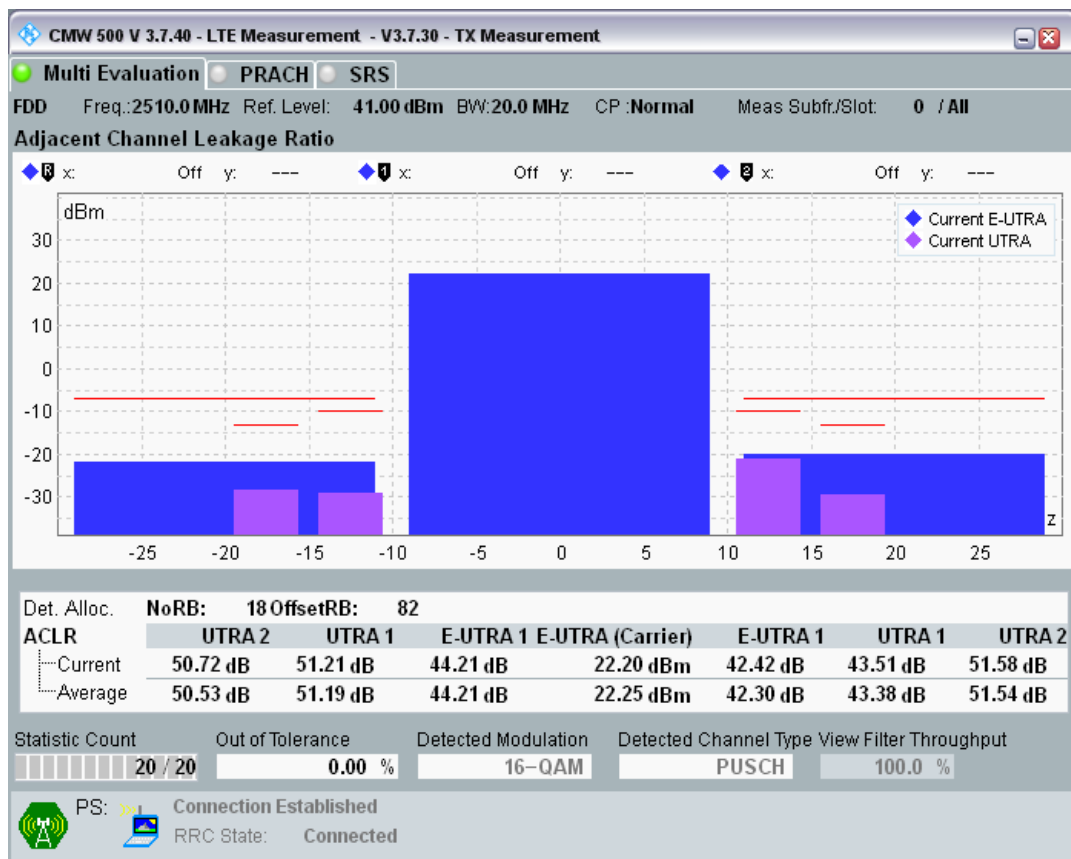 CMW 500 V 3.7.40 - LTE Measurement - V3.7.30 - TX Measurement
Multi Evaluation PRACH SRS
FDD Freq.:2510.0 MHz Ref. Level: 41.00 dBm BW:20.0 MHz CP :Normal Meas Subfr./Slot: 0 / All
Adjacent Channel Leakage Ratio
R x: Off y: --- 1 x: Off y: --- 2 x: Off y: ---
dBm
Current E-UTRA
Current UTRA
30
20
10
0
-10
-20
-30
z
-25 -20 -15 -10 -5 0 5 10 15 20 25
Det. Alloc. NoRB: 18 OffsetRB: 82
ACLR UTRA 2 UTRA 1 E-UTRA 1 E-UTRA (Carrier) E-UTRA 1 UTRA 1 UTRA 2
Current 50.72 dB 51.21 dB 44.21 dB 22.20 dBm 42.42 dB 43.51 dB 51.58 dB
Average 50.53 dB 51.19 dB 44.21 dB 22.25 dBm 42.30 dB 43.38 dB 51.54 dB
Statistic Count Out of Tolerance Detected Modulation Detected Channel Type View Filter Throughput
20 / 20 0.00 % 16-QAM PUSCH 100.0 %
PS: Connection Established
RRC State: Connected